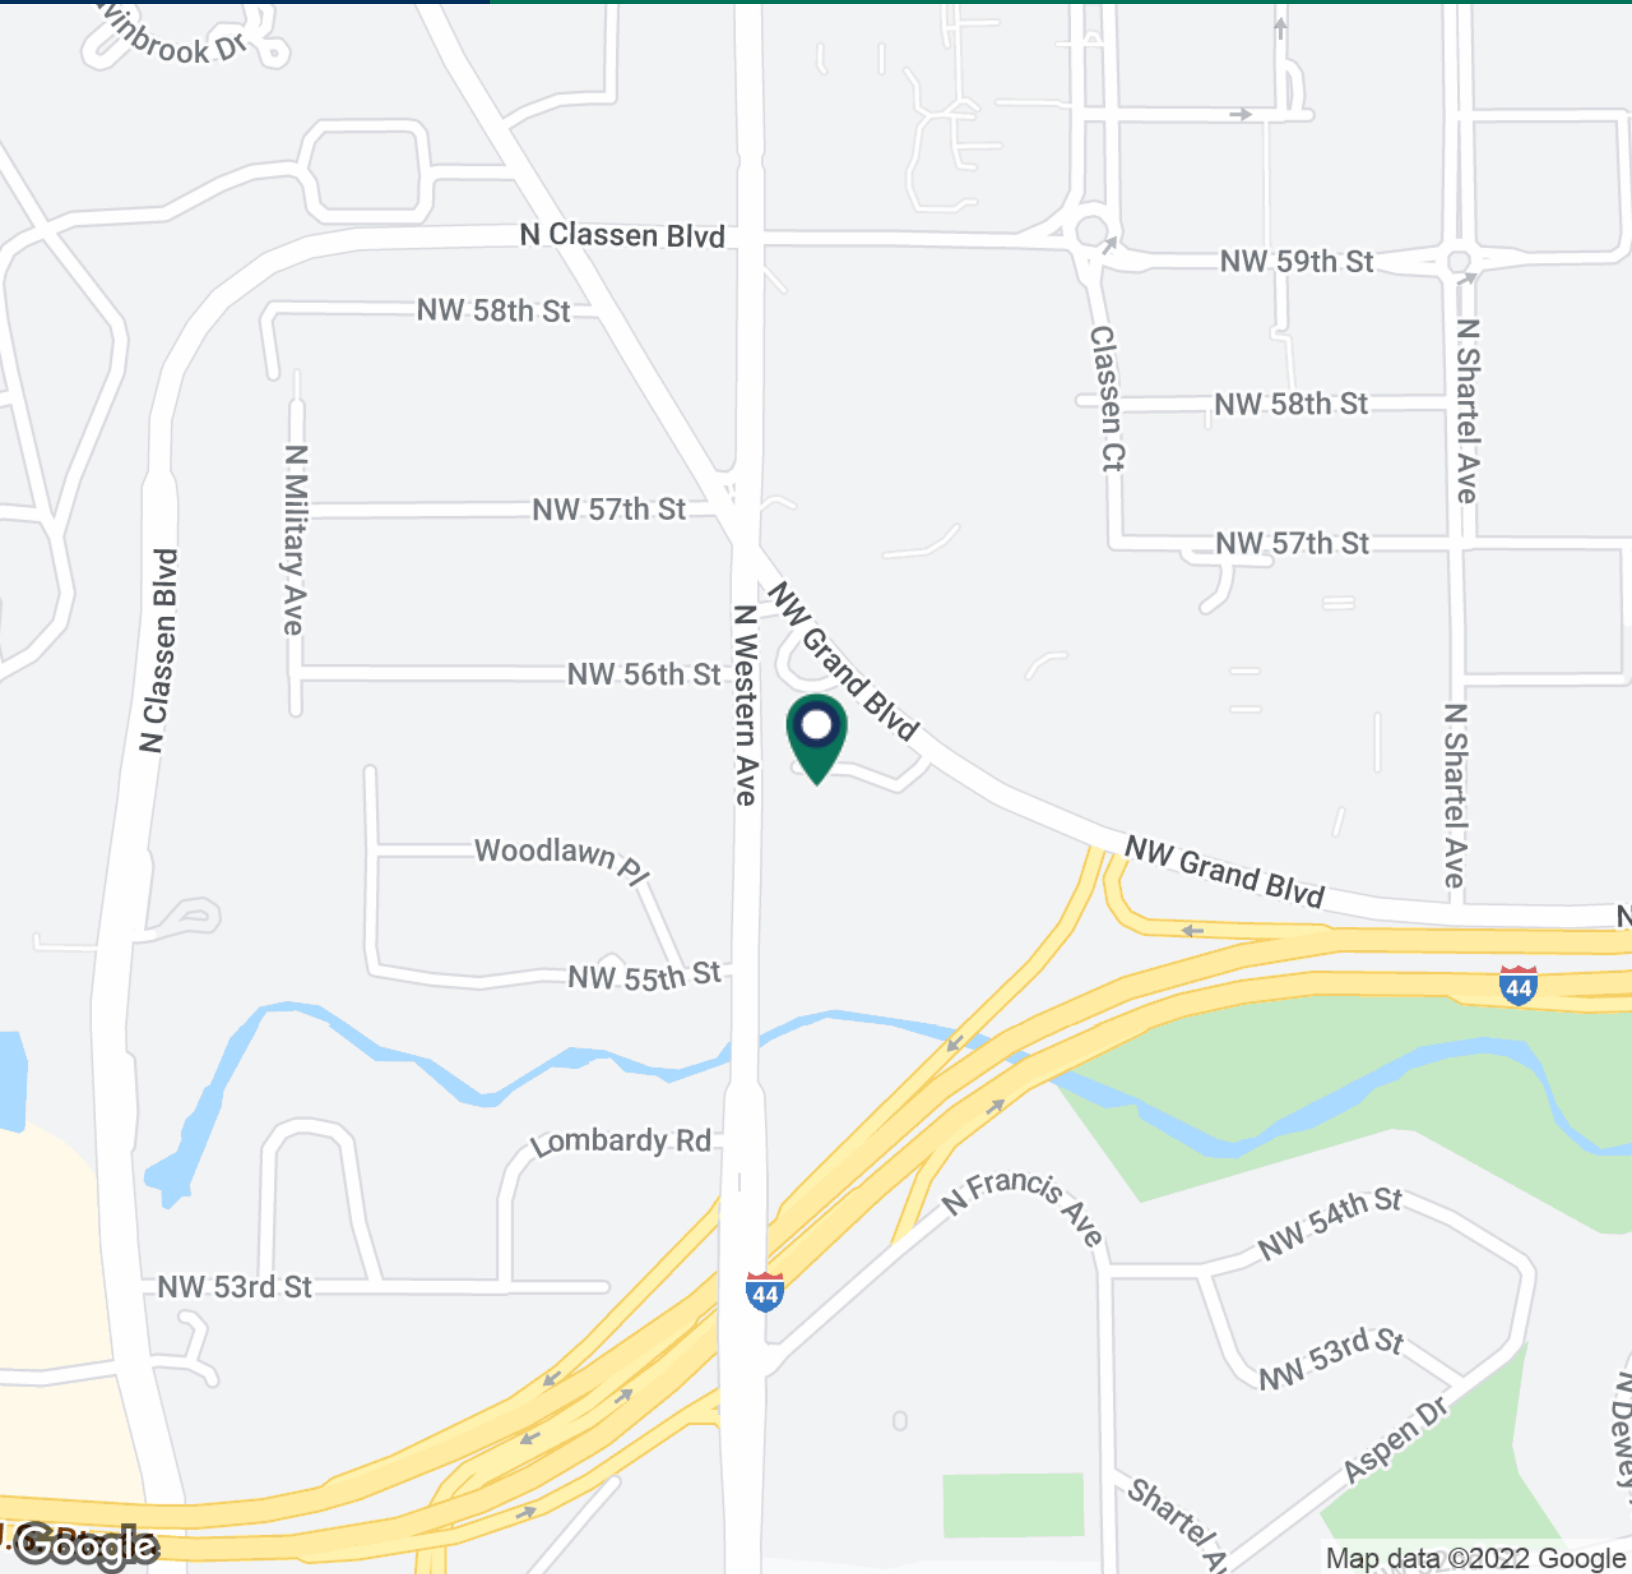 winbrook Dr
N Classen Blvd
NW 59th St
NW 58th St
Classen Ct
N Shartel Ave
NW 58th St
N Military Ave
NW 57th St
NW 57th St
N Classen Blvd
NW Grand Blvd
N Western Ave
NW 56th St
N Shartel Ave
Woodlawn Pl
NW Grand Blvd
N
NW 55th St
44
Lombardy Rd
N Francis Ave
NW 54th St
NW 53rd St
44
NW 53rd St
Aspen Dr
N Dewey
Shartel Av
Google
Map data ©2022 Google